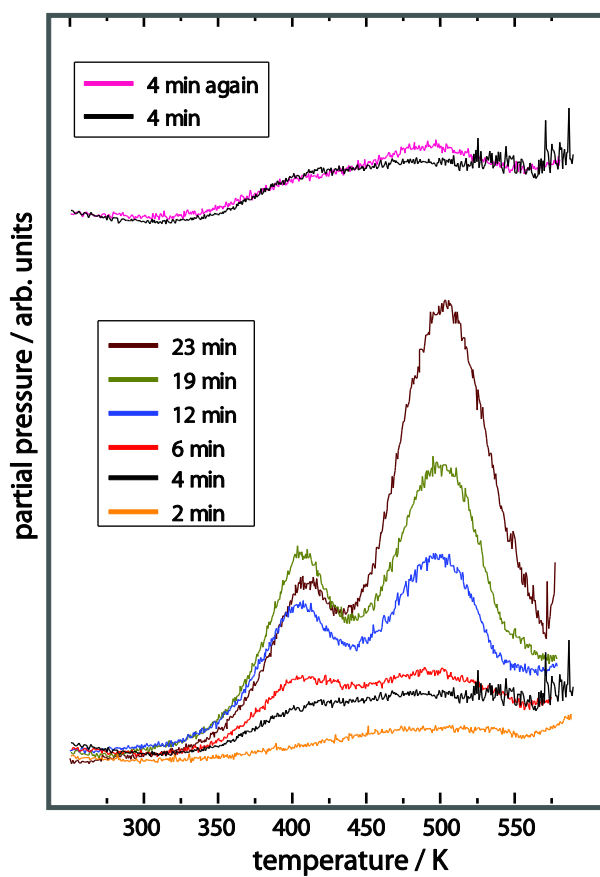 4 min again
4 min
partial pressure / arb. units
23 min
19 min
12 min
6 min
4 min
2 min
300 350 400 450 500 550
temperature / K